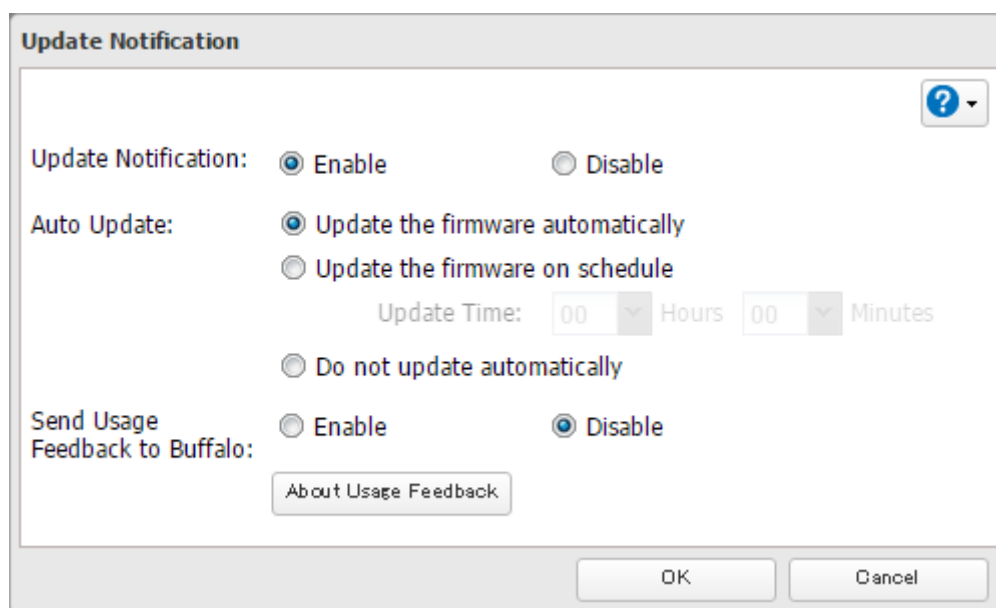 Update Notification
?
Update Notification: Enable Disable
Auto Update: Update the firmware automatically
Update the firmware on schedule
Update Time: 00 Hours 00 Minutes
Do not update automatically
Send Usage
Feedback to Buffalo: Enable Disable
About Usage Feedback
OK Cancel